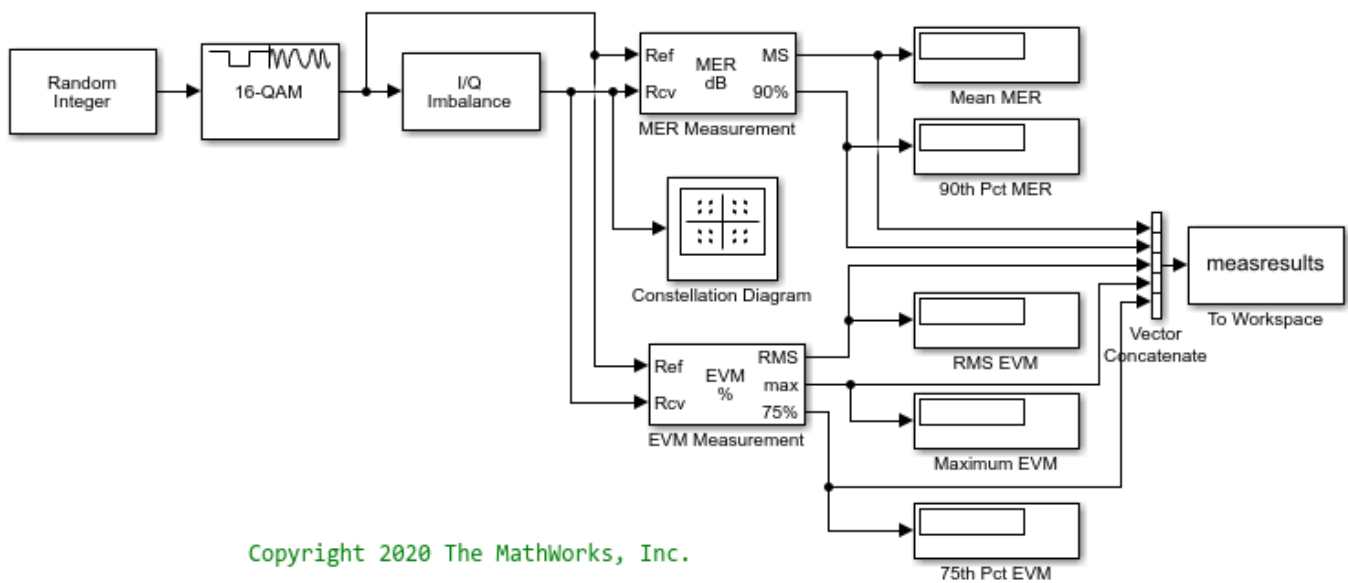 Random
Integer
16-QAM
I/Q
Imbalance
Ref
Rcv
MER
dB
MS
90%
MER Measurement
Mean MER
90th Pct MER
Constellation Diagram
measresults
To Workspace
Vector
Concatenate
Ref
Rcv
EVM
%
RMS
max
75%
EVM Measurement
RMS EVM
Maximum EVM
75th Pct EVM
Copyright 2020 The MathWorks, Inc.